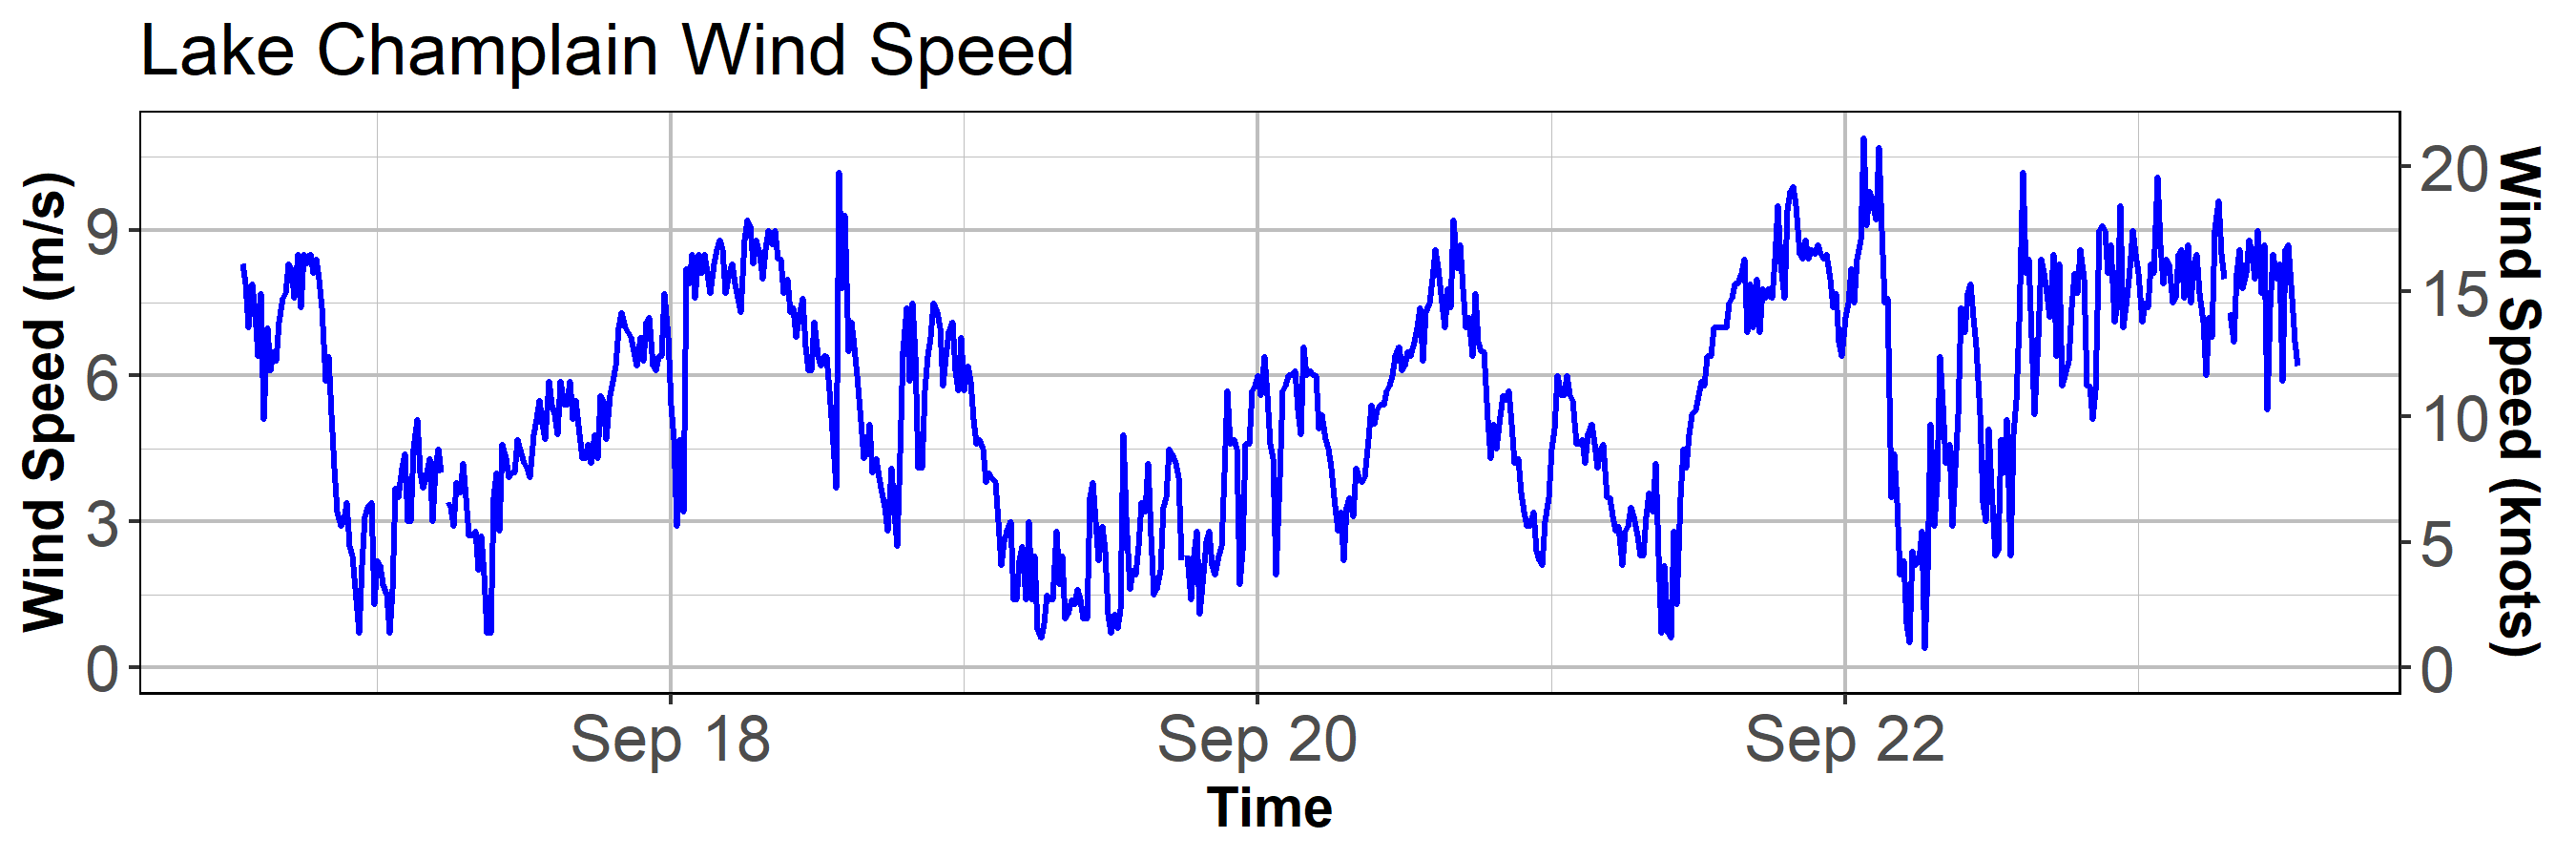 Lake Champlain Wind Speed
Wind Speed (m/s)
9
6
3
0
20
15
10
5
0
Wind Speed (knots)
Sep 18
Sep 20
Sep 22
Time